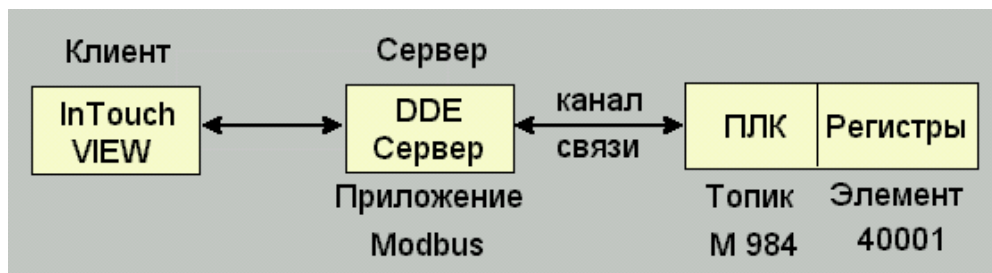 Клиент
Сервер
InTouch
VIEW
DDE
Сервер
канал
связи
ПЛК
Регистры
Приложение
Modbus
Топик
М 984
Элемент
40001